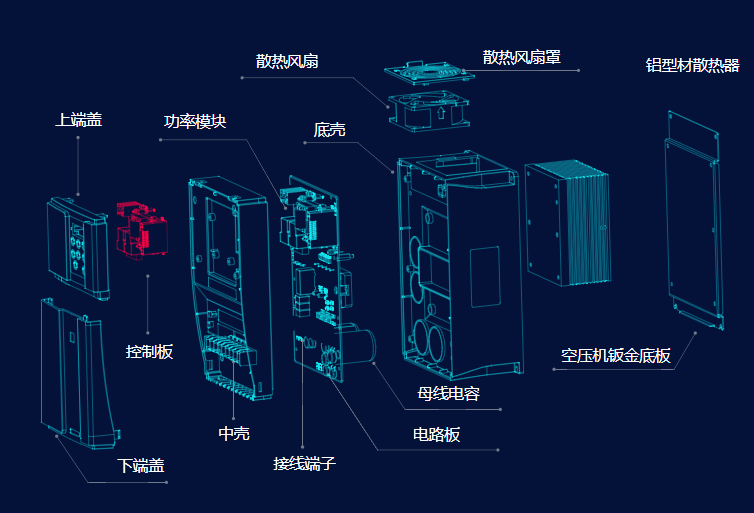 散热风扇
散热风扇罩
铝型材散热器
上端盖
功率模块
底壳
控制板
空压机钣金底板
母线电容
中壳
电路板
接线端子
下端盖